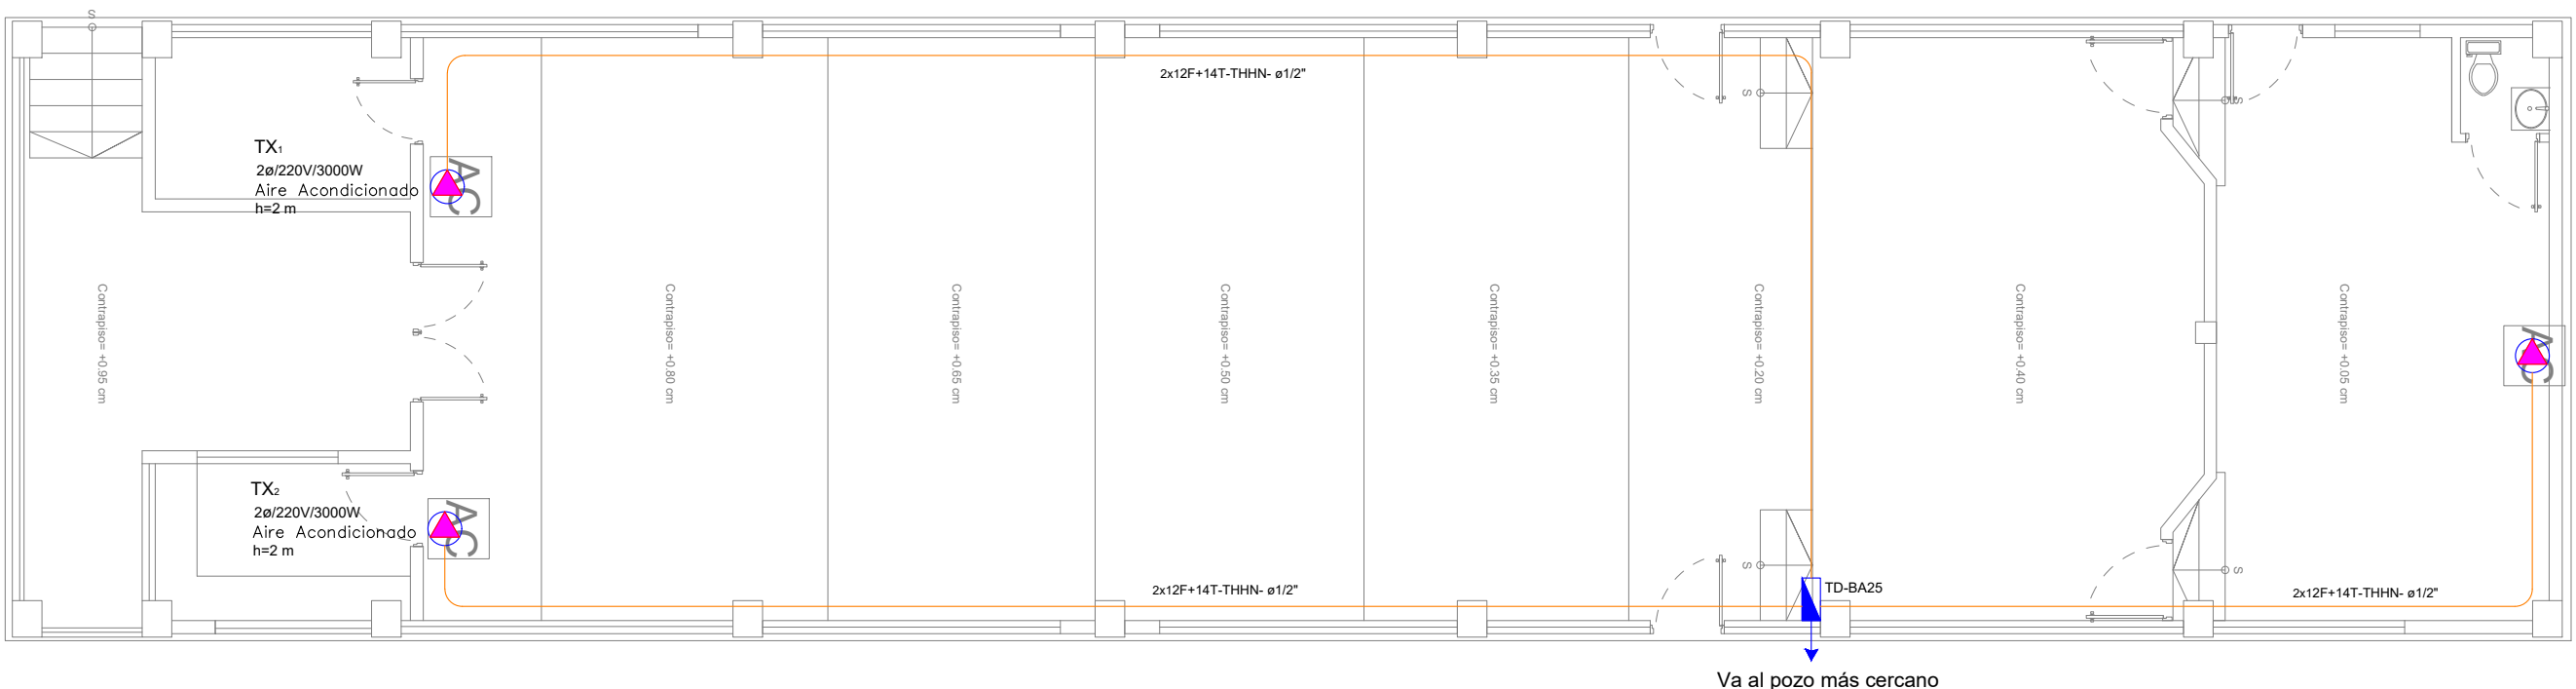 S
2x12F+14T-THHN- ø1/2"
S
S
TX1
2ø/220V/3000W
Aire Acondicionado
h=2 m
AC
Contrapiso= +0.95 cm
Contrapiso= +0.80 cm
Contrapiso= +0.65 cm
Contrapiso= +0.50 cm
Contrapiso= +0.35 cm
Contrapiso= +0.20 cm
Contrapiso= +0.40 cm
Contrapiso= +0.05 cm
AC
TX2
2ø/220V/3000W
Aire Acondicionado
h=2 m
AC
S
S
2x12F+14T-THHN- ø1/2"
TD-BA25
2x12F+14T-THHN- ø1/2"
Va al pozo más cercano